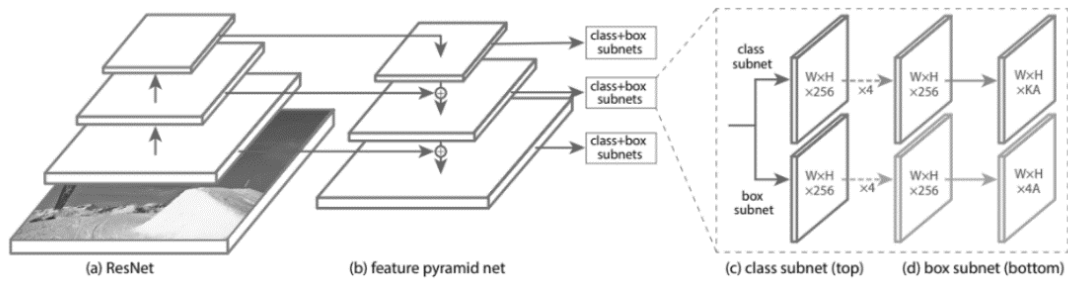 class+box
subnets
class+box
subnets
class+box
subnets
class
subnet
W×H
×256
×4
W×H
×256
W×H
×KA
box
subnet
W×H
×256
×4
W×H
×256
W×H
×4A
(a) ResNet
(b) feature pyramid net
(c) class subnet (top)
(d) box subnet (bottom)